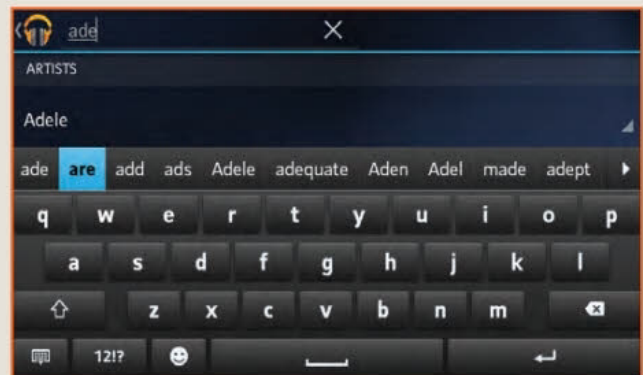 ade
ARTISTS
Adele
ade are add ads Adele adequate Aden Adel made adept
q w e r t y u i o p
a s d f g h j k l
z x c v b n m
12!?